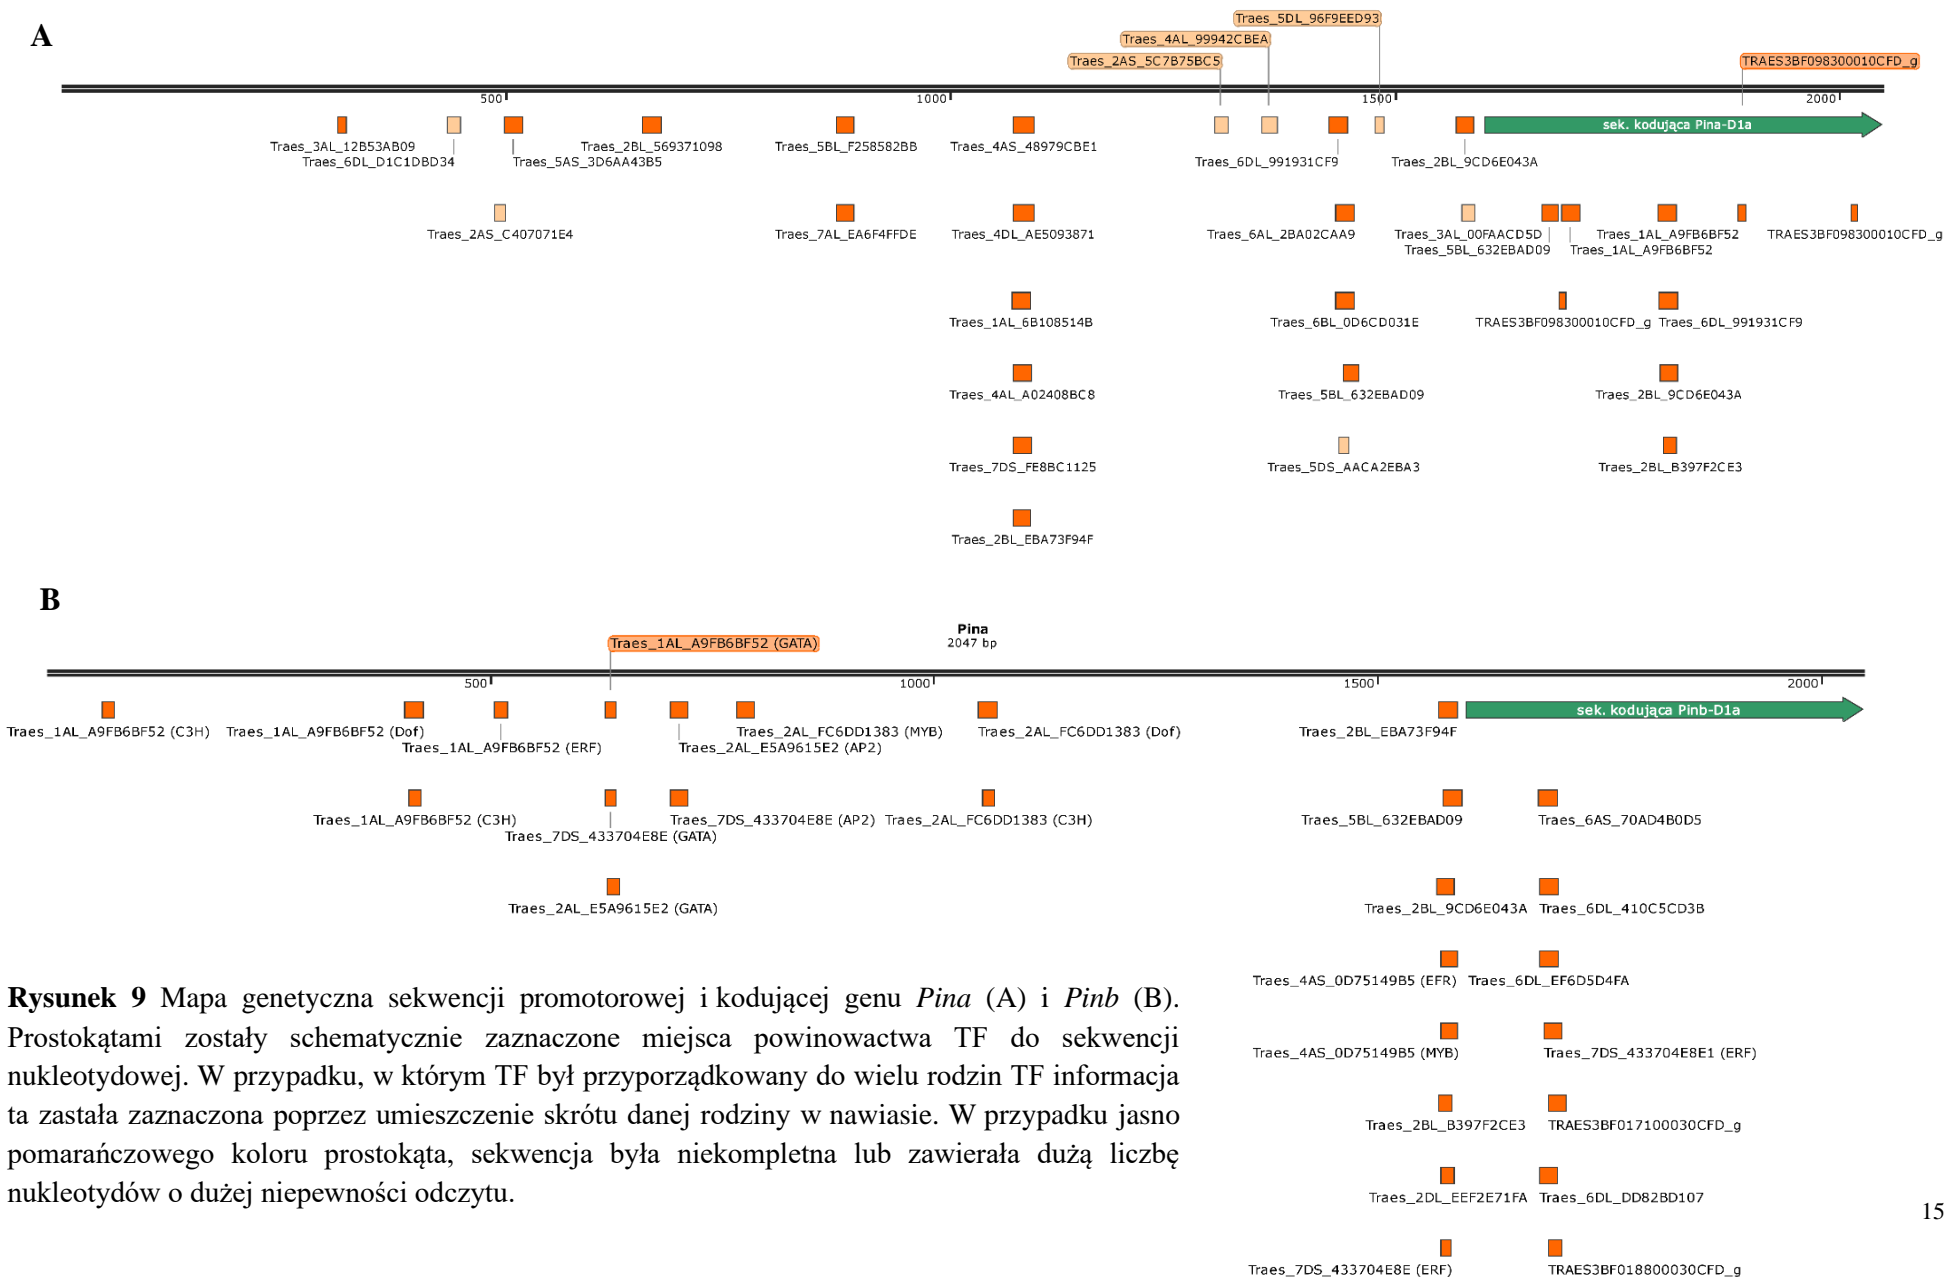 A
Traes_5DL_96F9EED93
Traes_4AL_99942CBEA
Traes_2AS_5C7B75BC5
TRAES3BF098300010CFD_g
500
1000
1500
2000
sek. kodująca Pina-D1a
Traes_3AL_12B53AB09
Traes_2BL_569371098
Traes_5BL_F258582BB
Traes_4AS_48979CBE1
Traes_6DL_D1C1DBD34
Traes_5AS_3D6AA43B5
Traes_6DL_991931CF9
Traes_2BL_9CD6E043A
Traes_2AS_C407071E4
Traes_7AL_EA6F4FFDE
Traes_4DL_AE5093871
Traes_6AL_2BA02CAA9
Traes_3AL_00FAACD5D
Traes_1AL_A9FB6BF52
TRAES3BF098300010CFD_g
Traes_5BL_632EBAD09
Traes_1AL_A9FB6BF52
Traes_1AL_6B108514B
Traes_6BL_0D6CD031E
TRAES3BF098300010CFD_g
Traes_6DL_991931CF9
Traes_4AL_A02408BC8
Traes_5BL_632EBAD09
Traes_2BL_9CD6E043A
Traes_7DS_FE8BC1125
Traes_5DS_AACA2EBA3
Traes_2BL_B397F2CE3
Traes_2BL_EBA73F94F
B
Pina
2047 bp
Traes_1AL_A9FB6BF52 (GATA)
500
1000
1500
2000
sek. kodująca Pinb-D1a
Traes_1AL_A9FB6BF52 (C3H)
Traes_1AL_A9FB6BF52 (Dof)
Traes_2AL_FC6DD1383 (MYB)
Traes_2AL_FC6DD1383 (Dof)
Traes_2BL_EBA73F94F
Traes_1AL_A9FB6BF52 (ERF)
Traes_2AL_E5A9615E2 (AP2)
Traes_1AL_A9FB6BF52 (C3H)
Traes_7DS_433704E8E (AP2)
Traes_2AL_FC6DD1383 (C3H)
Traes_5BL_632EBAD09
Traes_6AS_70AD4B0D5
Traes_7DS_433704E8E (GATA)
Traes_2AL_E5A9615E2 (GATA)
Traes_2BL_9CD6E043A
Traes_6DL_410C5CD3B
Traes_4AS_0D75149B5 (EFR)
Traes_6DL_EF6D5D4FA
Traes_4AS_0D75149B5 (MYB)
Traes_7DS_433704E8E1 (ERF)
Traes_2BL_B397F2CE3
TRAES3BF017100030CFD_g
Traes_2DL_EEF2E71FA
Traes_6DL_DD82BD107
Traes_7DS_433704E8E (ERF)
TRAES3BF018800030CFD_g
Rysunek 9 Mapa genetyczna sekwencji promotorowej i kodującej genu Pina (A) i Pinb (B).
Prostokątami zostały schematycznie zaznaczone miejsca powinowactwa TF do sekwencji
nukleotydowej. W przypadku, w którym TF był przyporządkowany do wielu rodzin TF informacja
ta zastała zaznaczona poprzez umieszczenie skrótu danej rodziny w nawiasie. W przypadku jasno
pomarańczowego koloru prostokąta, sekwencja była niekompletna lub zawierała dużą liczbę
nukleotydów o dużej niepewności odczytu.
15